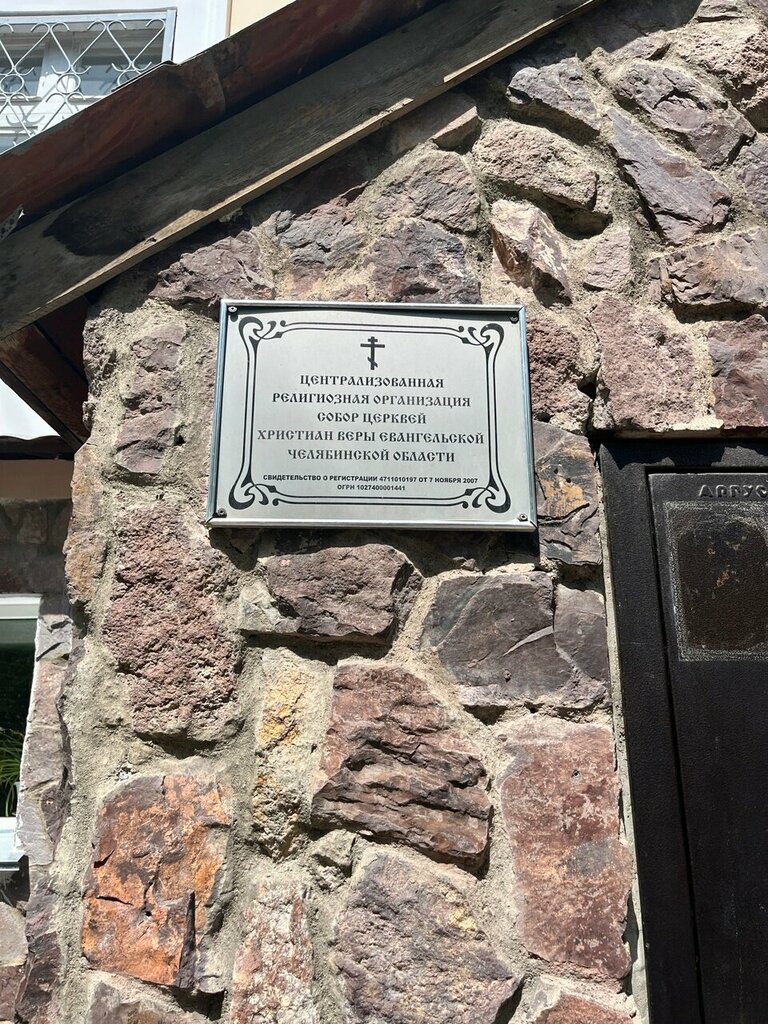 ЦЕНТРАЛИЗОВАННАЯ
РЕЛИГИОЗНАЯ ОРГАНИЗАЦИЯ
СОБОР ЦЕРКВЕЙ
ХРИСТИАН ВЕРЫ ЕВАНГЕЛЬСКОЙ
ЧЕЛЯБИНСКОЙ ОБЛАСТИ
СВИДЕТЕЛЬСТВО О РЕГИСТРАЦИИ 4711010197 ОТ 7 НОЯБРЯ 2007
ОГРН 1027400001441
АРГУС